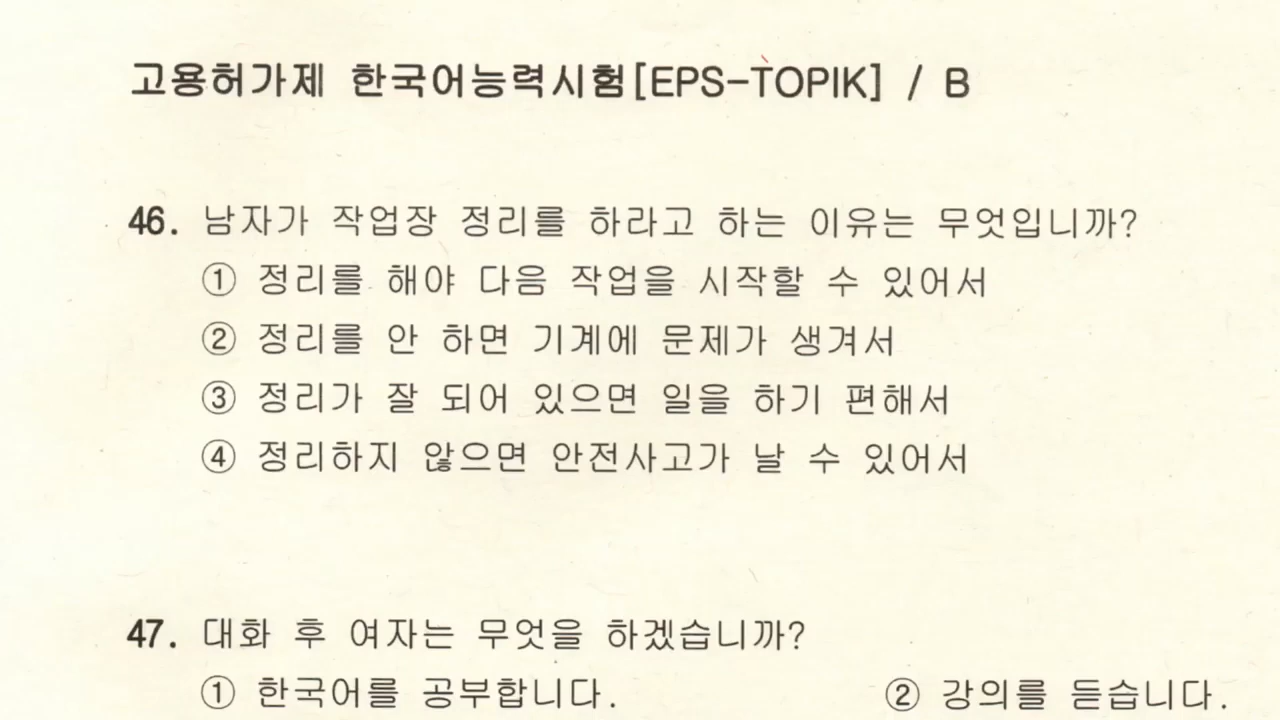 고용허가제 한국어능력시험[EPS-TOPIK] / B
46. 남자가 작업장 정리를 하라고 하는 이유는 무엇입니까?
① 정리를 해야 다음 작업을 시작할 수 있어서
② 정리를 안 하면 기계에 문제가 생겨서
③ 정리가 잘 되어 있으면 일을 하기 편해서
④ 정리하지 않으면 안전사고가 날 수 있어서
47. 대화 후 여자는 무엇을 하겠습니까?
① 한국어를 공부합니다. ② 강의를 듣습니다.